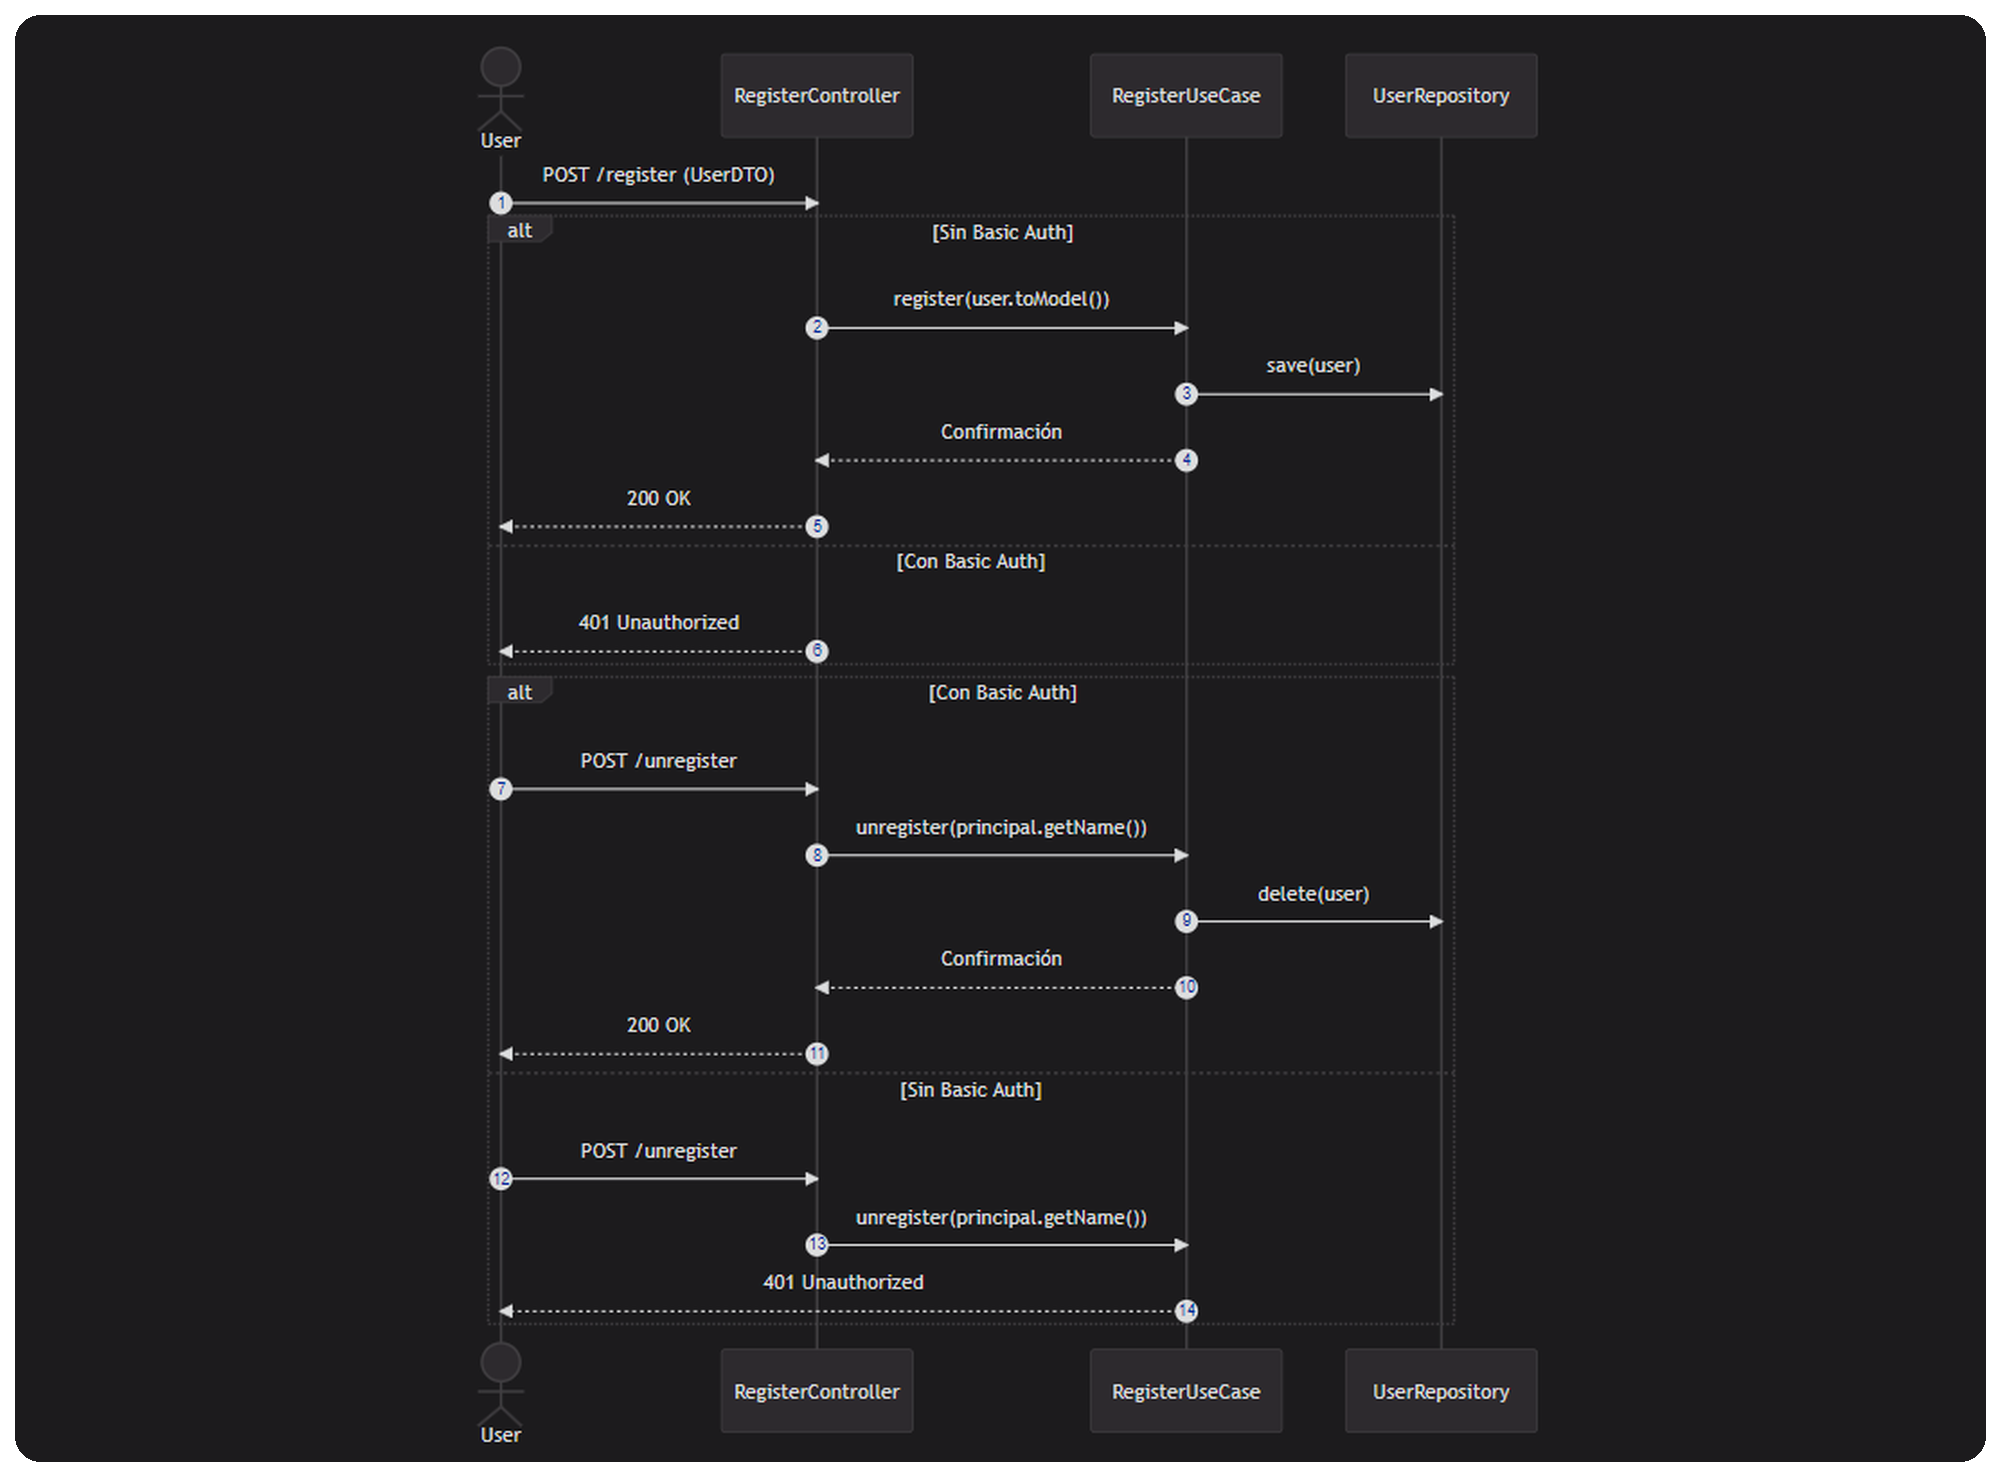 User
RegisterController
RegisterUseCase
UserRepository
POST /register (UserDTO)
1
alt
[Sin Basic Auth]
register(user.toModel())
2
save(user)
3
Confirmación
4
200 OK
5
[Con Basic Auth]
401 Unauthorized
6
alt
[Con Basic Auth]
POST /unregister
7
unregister(principal.getName())
8
delete(user)
9
Confirmación
10
200 OK
11
[Sin Basic Auth]
POST /unregister
12
unregister(principal.getName())
13
401 Unauthorized
14
User
RegisterController
RegisterUseCase
UserRepository